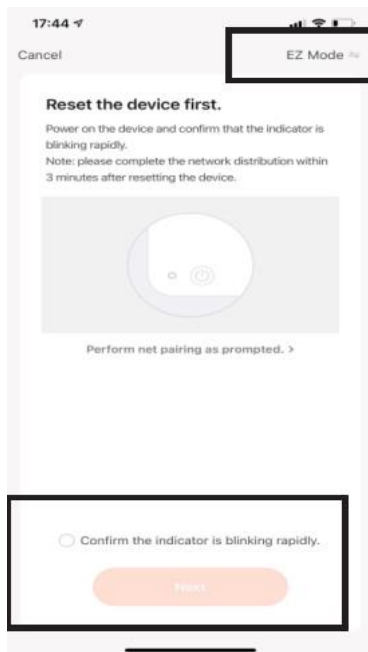 17:44
Cancel
EZ Mode
Reset the device first.
Power on the device and confirm that the indicator is
blinking rapidly.
Note: please complete the network distribution within
3 minutes after resetting the device.
Perform net pairing as prompted. >
Confirm the indicator is blinking rapidly.
Next